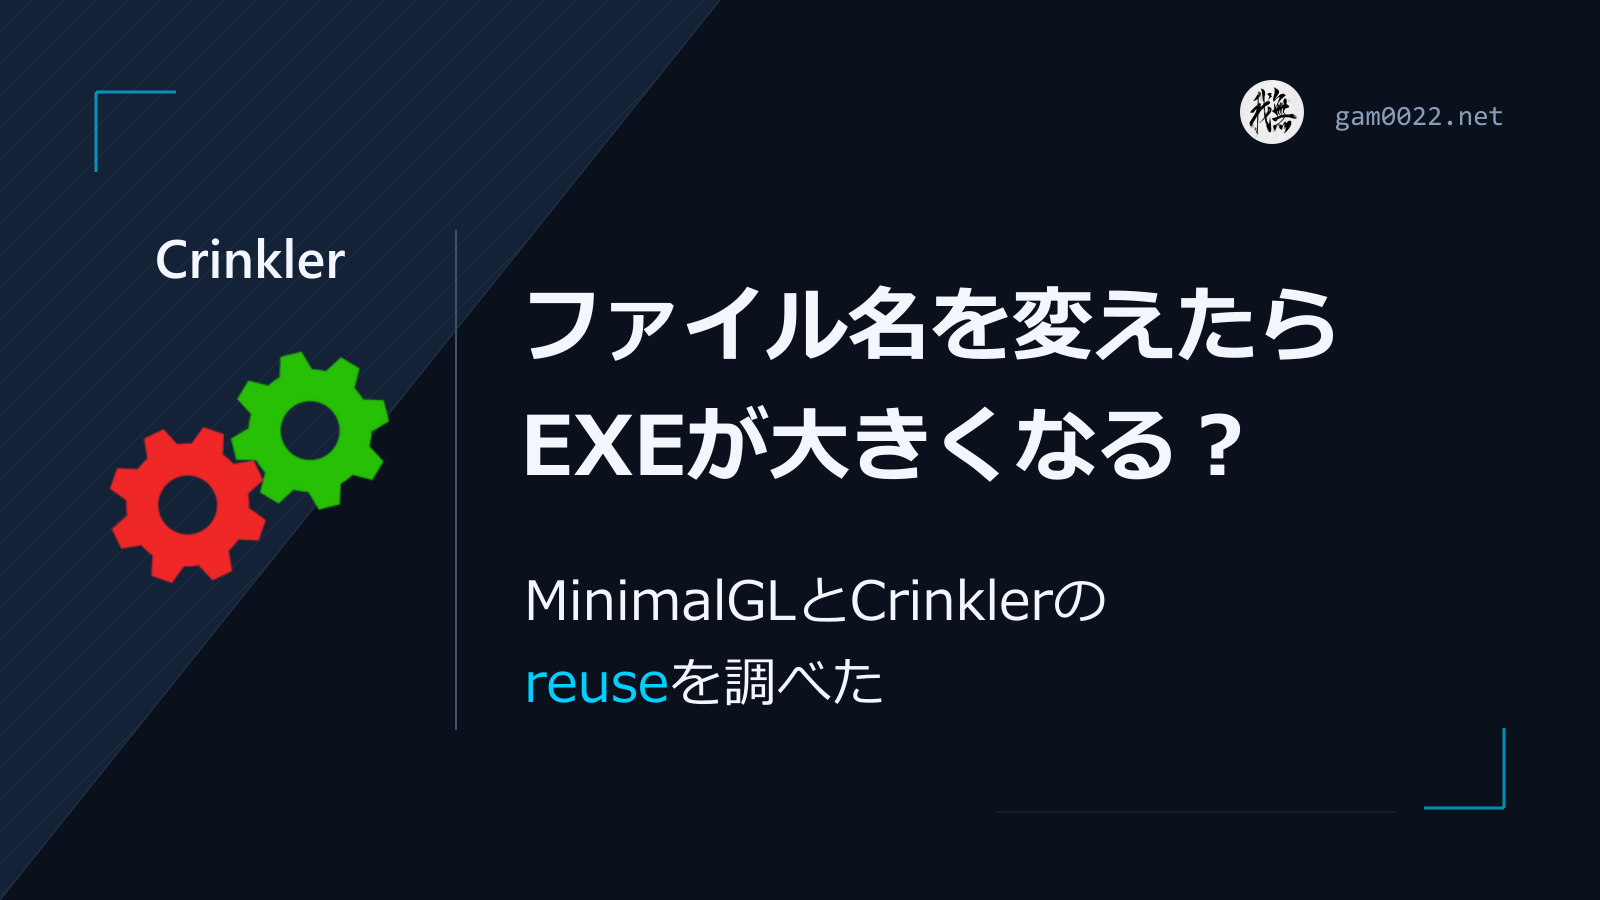 我無
gam0022.net
Crinkler
ファイル名を変えたら
EXEが大きくなる？
MinimalGLとCrinklerの
reuseを調べた